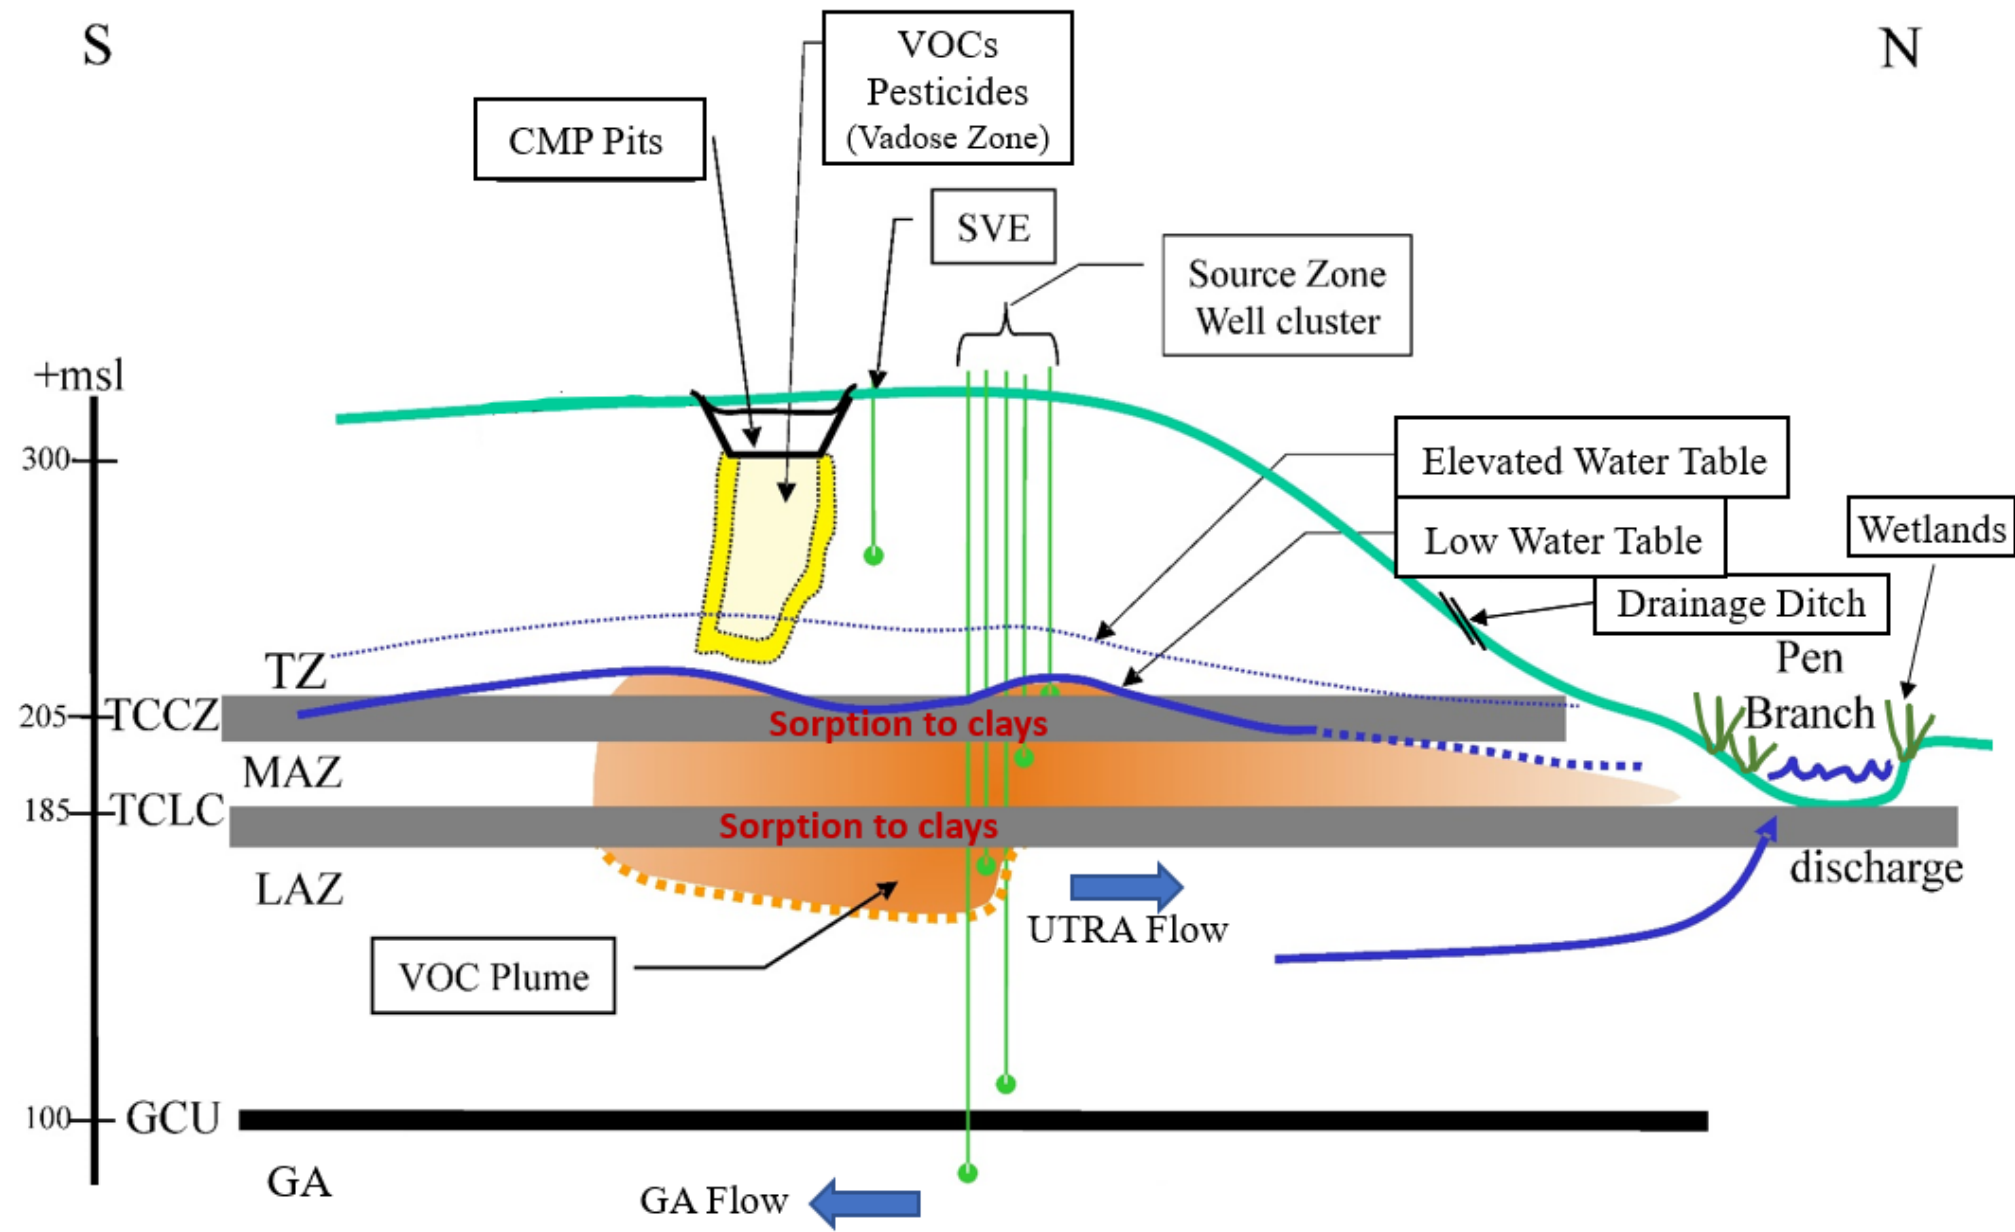 S
N
VOCs
Pesticides
(Vadose Zone)
CMP Pits
SVE
Source Zone
Well cluster
+msl
300
Elevated Water Table
Low Water Table
Wetlands
Drainage Ditch
Pen
Branch
TZ
205
TCCZ
Sorption to clays
MAZ
185
TCLC
Sorption to clays
LAZ
discharge
UTRA Flow
VOC Plume
100
GCU
GA
GA Flow